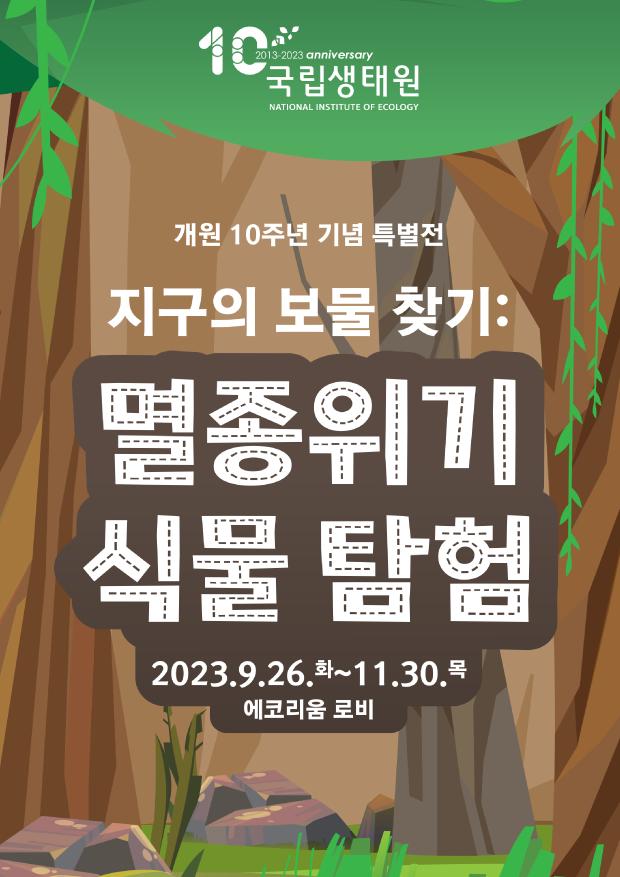 10
2013-2023 anniversary
국립생태원
NATIONAL INSTITUTE OF ECOLOGY
개원 10주년 기념 특별전
지구의 보물 찾기:
멸종위기
식물 탐험
2023.9.26.화~11.30.목
에코리움 로비